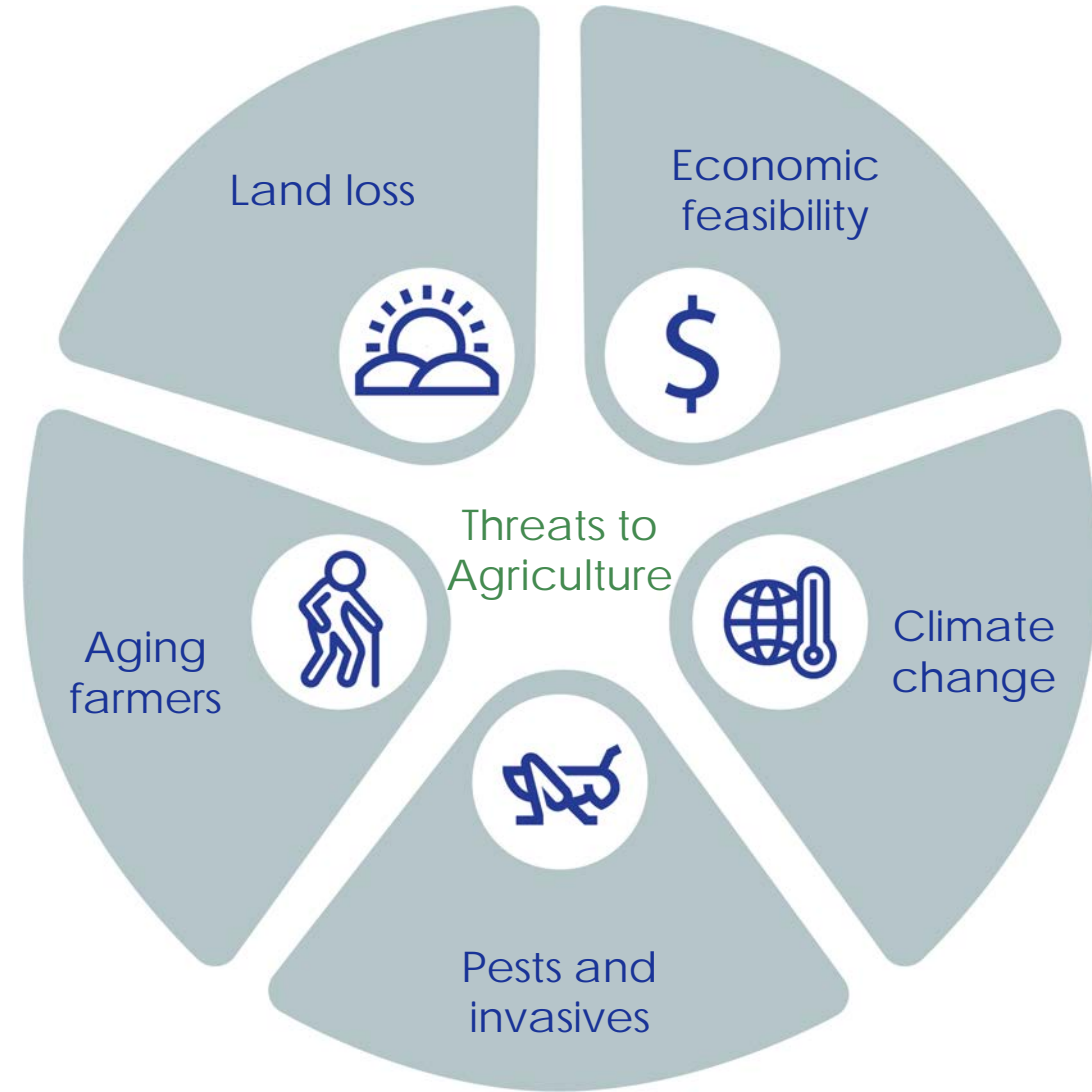 Land loss
Economic
feasibility
Threats to
Agriculture
Climate
change
Aging
farmers
Pests and
invasives
$